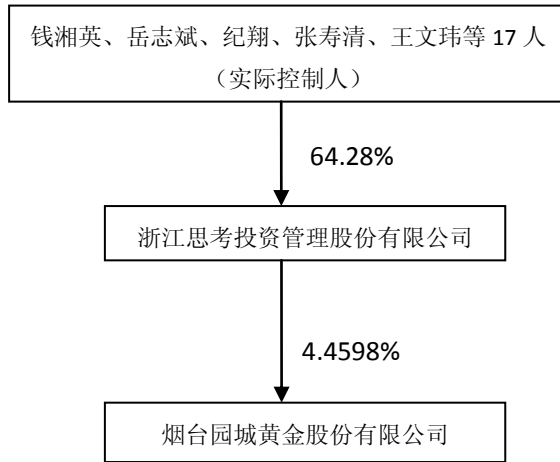 钱湘英、岳志斌、纪翔、张寿清、王文玮等 17 人
（实际控制人）
64.28%
浙江思考投资管理股份有限公司
4.4598%
烟台园城黄金股份有限公司